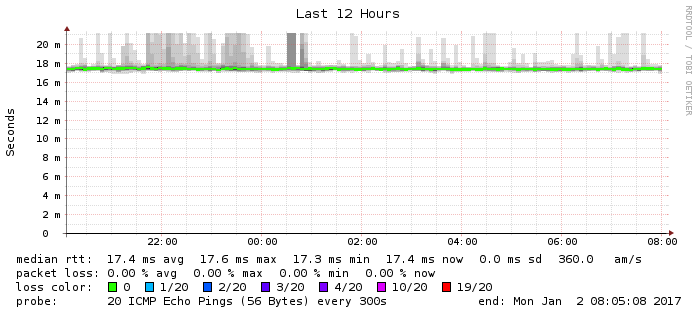 Last 12 Hours
RRDTOOL / TOBI OETIKER
Seconds
20 m
18 m
16 m
14 m
12 m
10 m
8 m
6 m
4 m
2 m
0
22:00 00:00 02:00 04:00 06:00 08:00
median rtt: 17.4 ms avg 17.6 ms max 17.3 ms min 17.4 ms now 0.0 ms sd 360.0 am/s
packet loss: 0.00 % avg 0.00 % max 0.00 % min 0.00 % now
loss color: 0 1/20 2/20 3/20 4/20 10/20 19/20
probe: 20 ICMP Echo Pings (56 Bytes) every 300s end: Mon Jan 2 08:05:08 2017